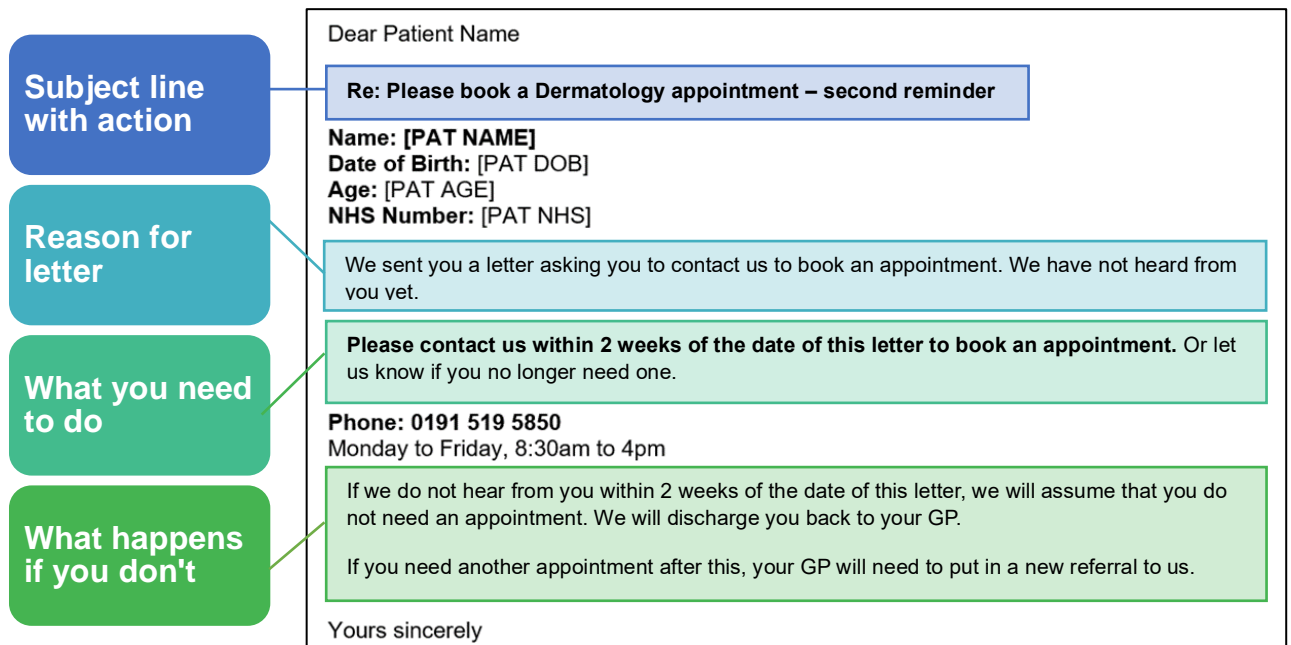 Dear Patient Name
Subject line
with action
Re: Please book a Dermatology appointment – second reminder
Name: [PAT NAME]
Date of Birth: [PAT DOB]
Age: [PAT AGE]
NHS Number: [PAT NHS]
Reason for
letter
We sent you a letter asking you to contact us to book an appointment. We have not heard from
you yet.
What you need
to do
Please contact us within 2 weeks of the date of this letter to book an appointment. Or let
us know if you no longer need one.
Phone: 0191 519 5850
Monday to Friday, 8:30am to 4pm
What happens
if you don't
If we do not hear from you within 2 weeks of the date of this letter, we will assume that you do
not need an appointment. We will discharge you back to your GP.
If you need another appointment after this, your GP will need to put in a new referral to us.
Yours sincerely